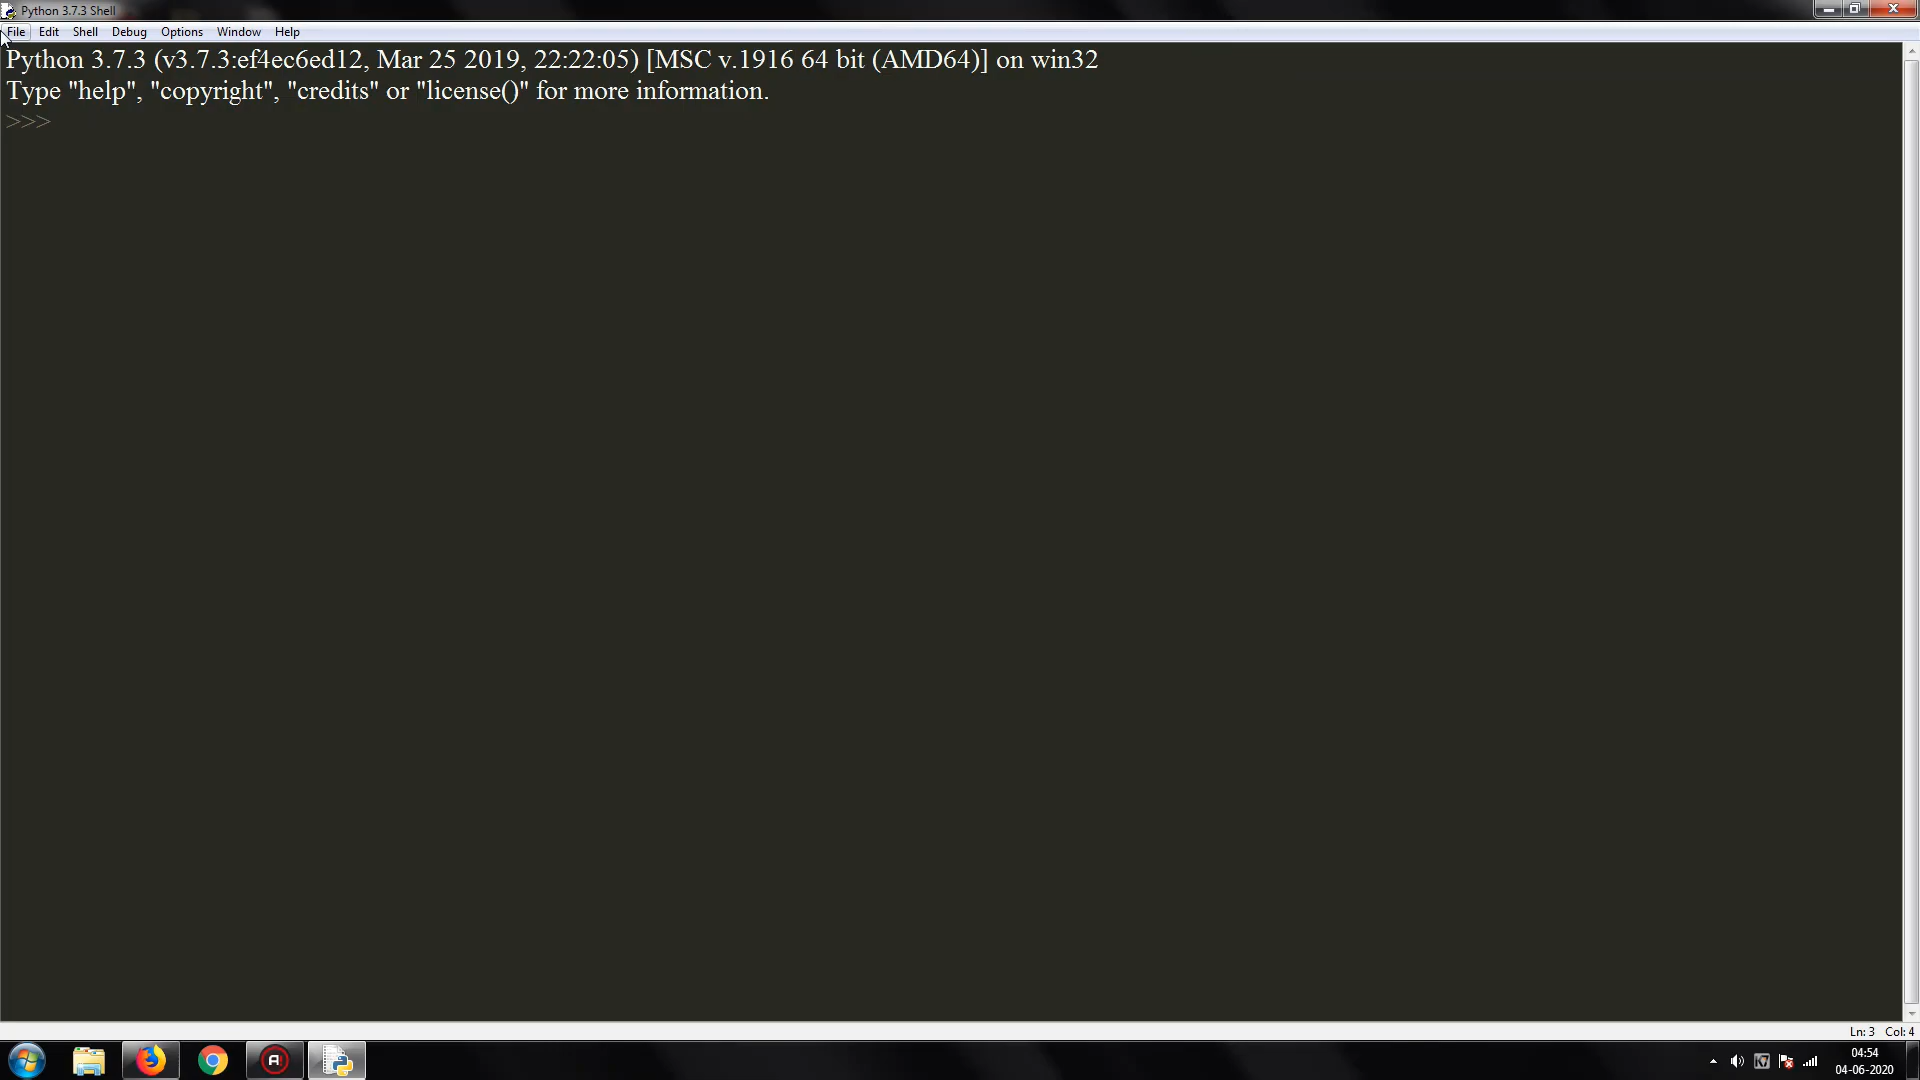 Python 3.7.3 Shell
File Edit Shell Debug Options Window Help
Python 3.7.3 (v3.7.3:ef4ec6ed12, Mar 25 2019, 22:22:05) [MSC v.1916 64 bit (AMD64)] on win32
Type "help", "copyright", "credits" or "license()" for more information.
>>>
Ln: 3 Col: 4
04:54
04-06-2020